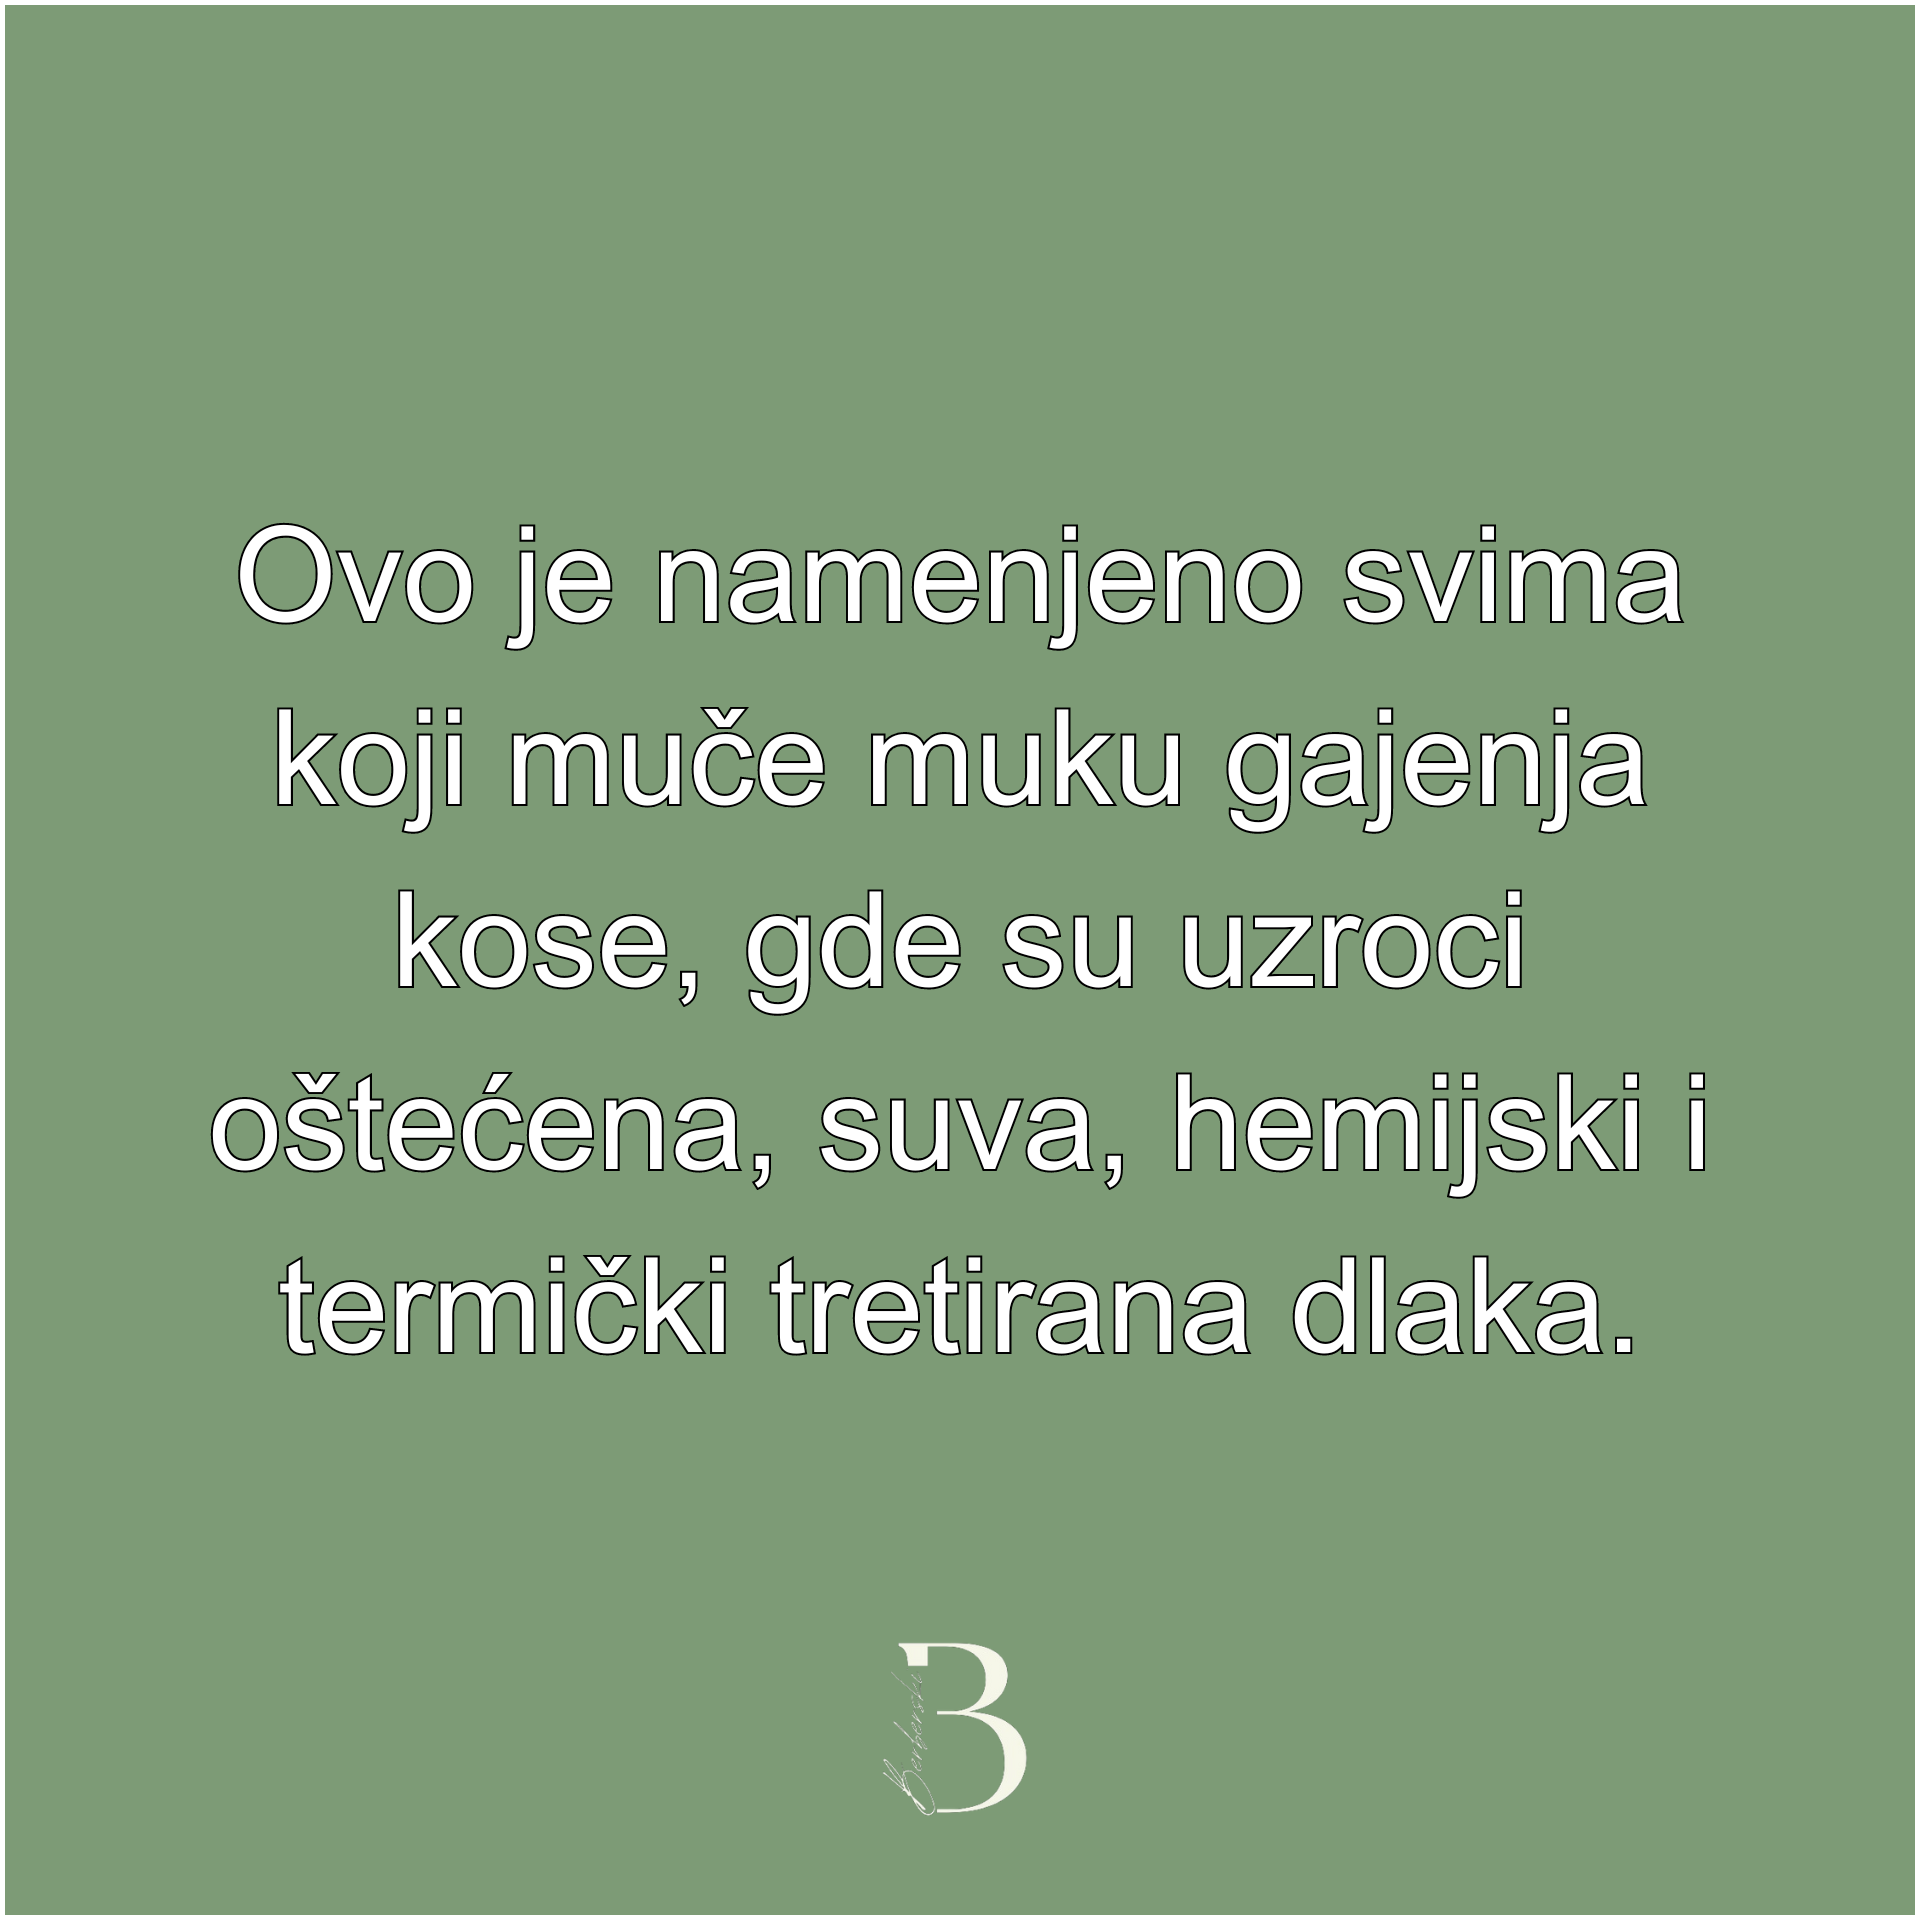 Ovo je namenjeno svima
koji muče muku gajenja
kose, gde su uzroci
oštećena, suva, hemijski i
termički tretirana dlaka.
B